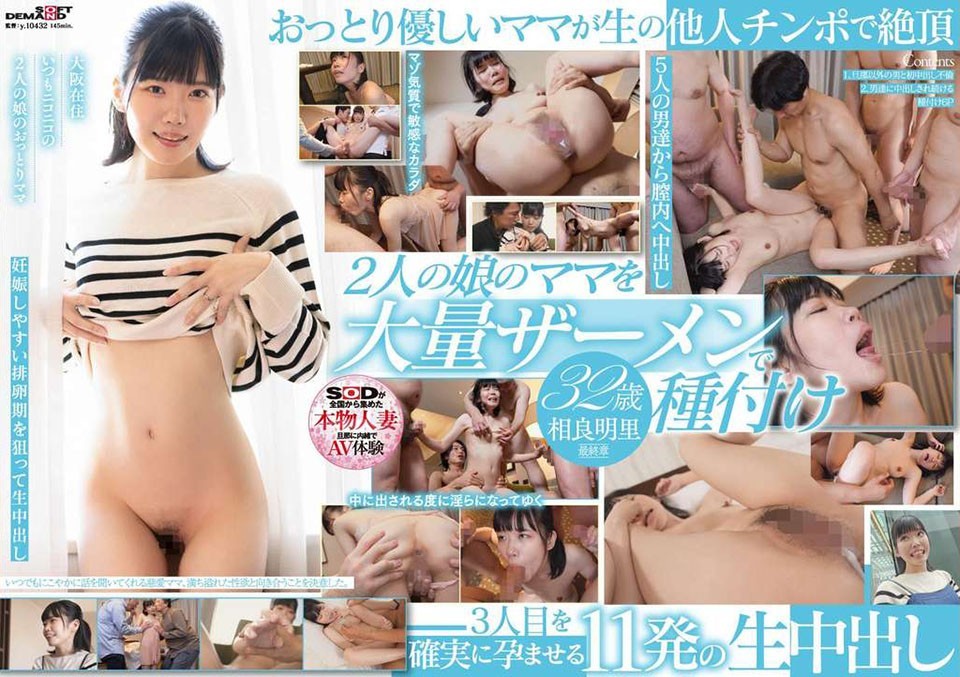 SOFT
DEMAND
監督:y.10432 145min.
おっとり優しいママが生の他人チンポで絶頂
大阪在住
いつもニコニコの
2人の娘のおっとりママ
妊娠しやすい排卵期を狙って生中出し
マゾ気質で敏感なカラダ
5人の男達から膣内へ中出し
Contents
1. 旦那以外の男と初中出し不倫
2. 男達に中出しされ続ける
種付け6P
2人の娘のママを
大量ザーメンで
種付け
32歳
相良明里
最終章
SODが
全国から集めた
本物人妻
旦那に内緒で
AV体験
中に出される度に淫らになってゆく
いつでもにこやかに話を聞いてくれる慈愛ママ、満ち溢れた性欲と向き合うことを決意した。
3人目を
確実に孕ませる
11発の生中出し